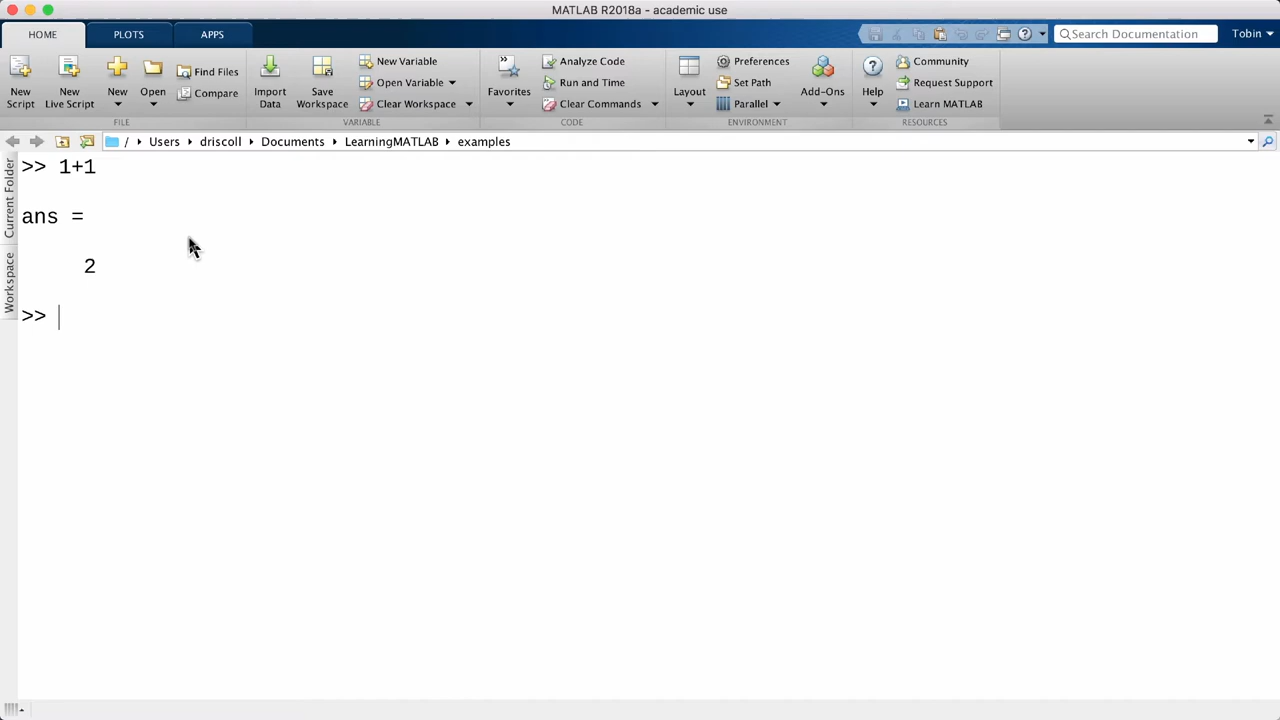 MATLAB R2018a - academic use
HOME PLOTS APPS
Search Documentation Tobin
New Script
New Live Script
New
Open
Find Files
Compare
FILE
Import Data
Save Workspace
New Variable
Open Variable
Clear Workspace
VARIABLE
Favorites
Analyze Code
Run and Time
Clear Commands
CODE
Layout
Preferences
Set Path
Parallel
Add-Ons
ENVIRONMENT
Help
Community
Request Support
Learn MATLAB
RESOURCES
/ Users driscoll Documents LearningMATLAB examples
Current Folder
Workspace
>> 1+1
ans =
2
>>